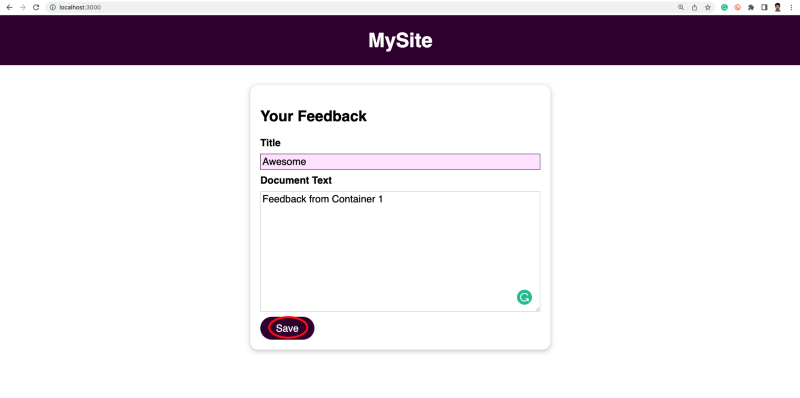 localhost:3000
MySite
Your Feedback
Title
Awesome
Document Text
Feedback from Container 1
Save